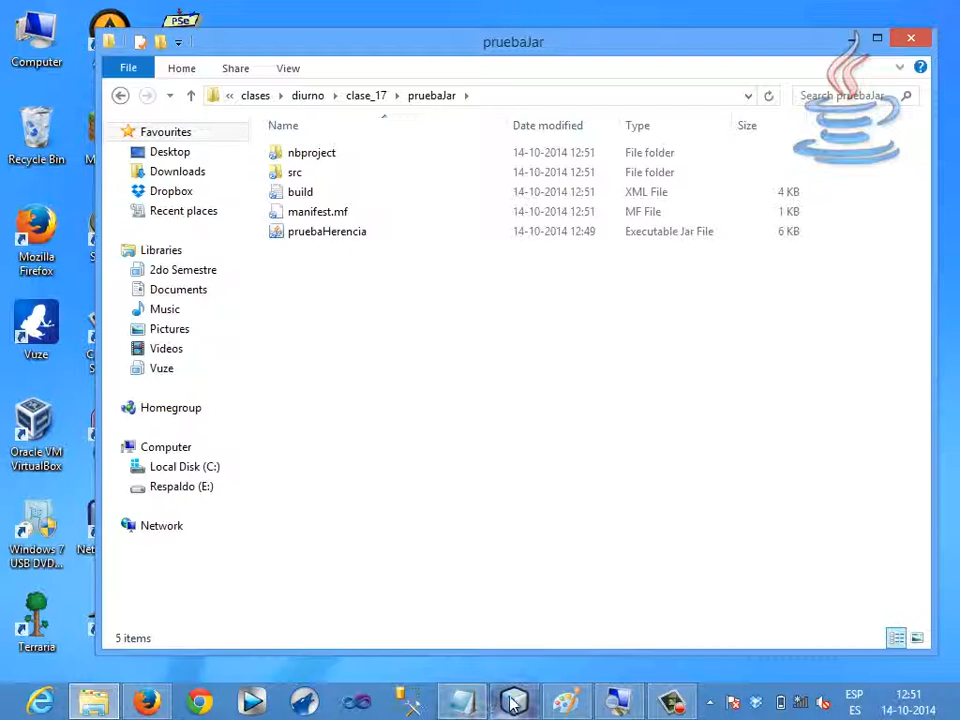 PSe
Computer
Recycle Bin
Mozilla
Firefox
Vuze
Oracle VM
VirtualBox
Windows 7
USB DVD...
Terraria
pruebaJar
File
Home
Share
View
clases
diurno
clase_17
pruebaJar
Search pruebaJar
Name
Date modified
Type
Size
nbproject
14-10-2014 12:51
File folder
src
14-10-2014 12:51
File folder
build
14-10-2014 12:51
XML File
4 KB
manifest.mf
14-10-2014 12:51
MF File
1 KB
pruebaHerencia
14-10-2014 12:49
Executable Jar File
6 KB
Favourites
Desktop
Downloads
Dropbox
Recent places
Libraries
2do Semestre
Documents
Music
Pictures
Videos
Vuze
Homegroup
Computer
Local Disk (C:)
Respaldo (E:)
Network
5 items
ESP
ES
12:51
14-10-2014